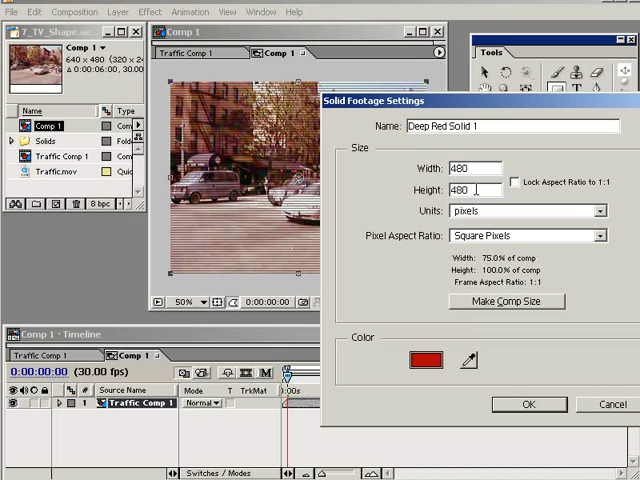 File Edit Composition Layer Effect Animation View Window Help
7_TV_Shape.ae...
Comp 1
640 x 480 (320 x 24
Δ 0:00:06:00, 30.00
Name
Type
Comp 1
Com
Solids
Folde
Traffic Comp 1
Com
Traffic.mov
Quic
8 bpc
Comp 1
Traffic Comp 1
Comp 1
50%
0:00:00:00
Tools
Solid Footage Settings
Name: Deep Red Solid 1
Size
Width: 480
Height: 480
Lock Aspect Ratio to 1:1
Units: pixels
Pixel Aspect Ratio: Square Pixels
Width: 75.0% of comp
Height: 100.0% of comp
Frame Aspect Ratio: 1:1
Make Comp Size
Color
OK
Cancel
Comp 1 · Timeline
Traffic Comp 1
Comp 1
0:00:00:00
(30.00 fps)
M
0:00s
#
Source Name
Mode
T
TrkMat
1
Traffic Comp 1
Normal
Switches / Modes